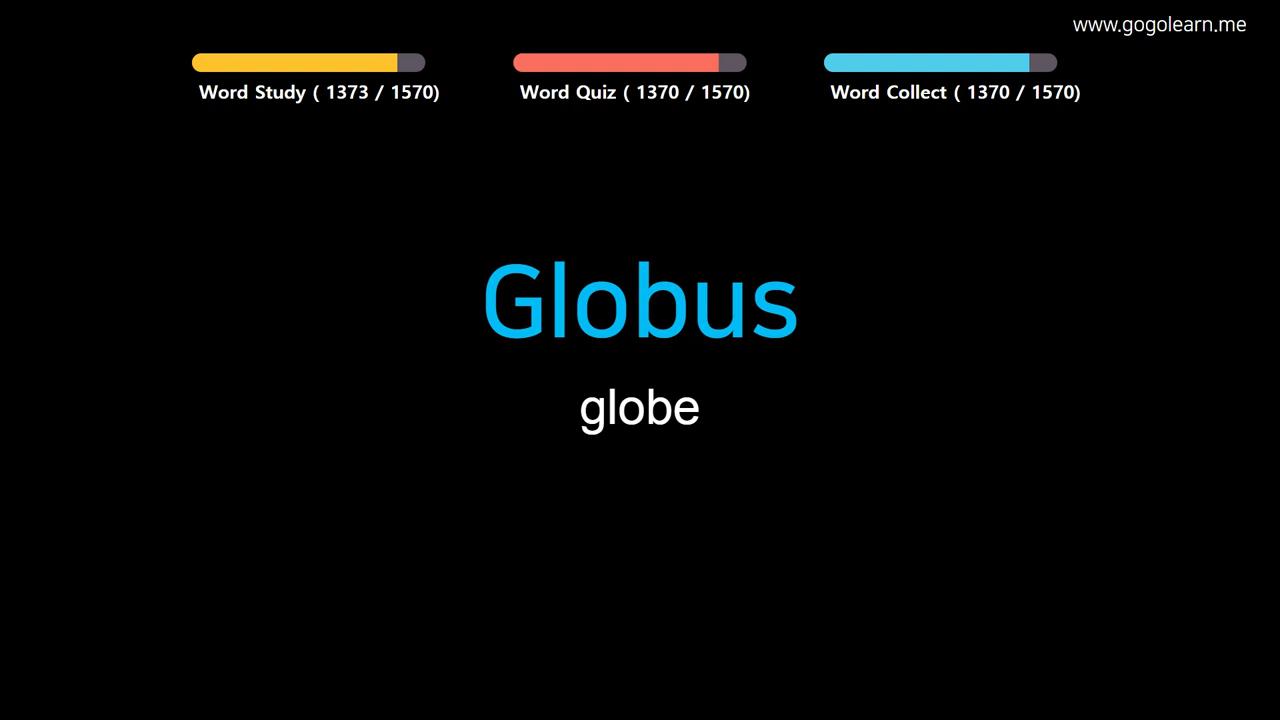 www.gogolearn.me
Word Study ( 1373 / 1570)
Word Quiz ( 1370 / 1570)
Word Collect ( 1370 / 1570)
Globus
globe